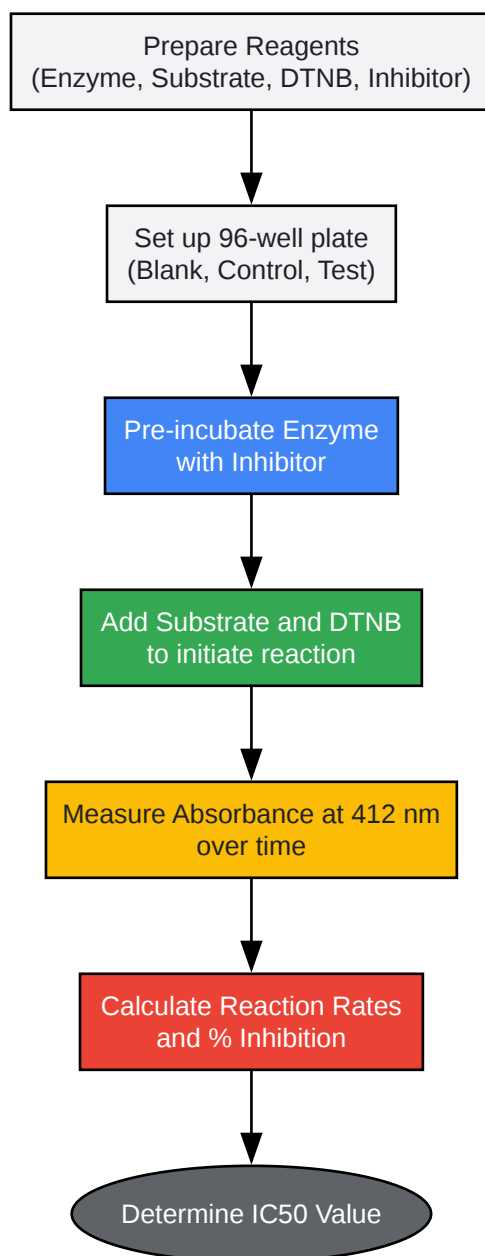 Prepare Reagents
(Enzyme, Substrate, DTNB, Inhibitor)
Set up 96-well plate
(Blank, Control, Test)
Pre-incubate Enzyme
with Inhibitor
Add Substrate and DTNB
to initiate reaction
Measure Absorbance at 412 nm
over time
Calculate Reaction Rates
and % Inhibition
Determine IC50 Value